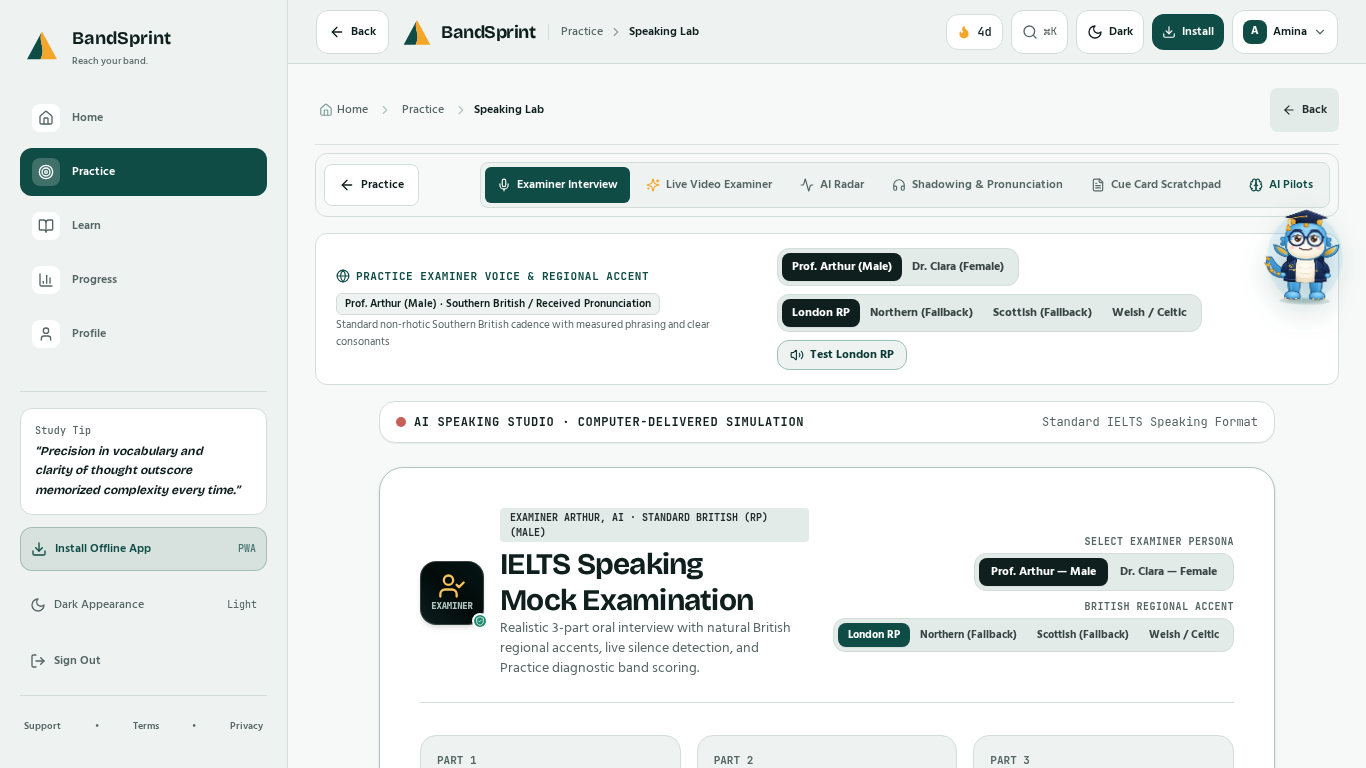 BandSprint
Reach your band.
Home
Practice
Learn
Progress
Profile
Study Tip
"Precision in vocabulary and
clarity of thought outscore
memorized complexity every time."
Install Offline App PWA
Dark Appearance Light
Sign Out
Support • Terms • Privacy
Back BandSprint Practice Speaking Lab 4d ⌘K Dark Install A Amina
Home Practice Speaking Lab Back
Practice Examiner Interview Live Video Examiner AI Radar Shadowing & Pronunciation Cue Card Scratchpad AI Pilots
PRACTICE EXAMINER VOICE & REGIONAL ACCENT
Prof. Arthur (Male) · Southern British / Received Pronunciation
Standard non-rhotic Southern British cadence with measured phrasing and clear
consonants
Prof. Arthur (Male) Dr. Clara (Female)
London RP Northern (Fallback) Scottish (Fallback) Welsh / Celtic
Test London RP
AI SPEAKING STUDIO · COMPUTER-DELIVERED SIMULATION Standard IELTS Speaking Format
EXAMINER
EXAMINER ARTHUR, AI · STANDARD BRITISH (RP)
(MALE)
IELTS Speaking
Mock Examination
Realistic 3-part oral interview with natural British
regional accents, live silence detection, and
Practice diagnostic band scoring.
SELECT EXAMINER PERSONA
Prof. Arthur — Male Dr. Clara — Female
BRITISH REGIONAL ACCENT
London RP Northern (Fallback) Scottish (Fallback) Welsh / Celtic
PART 1 PART 2 PART 3